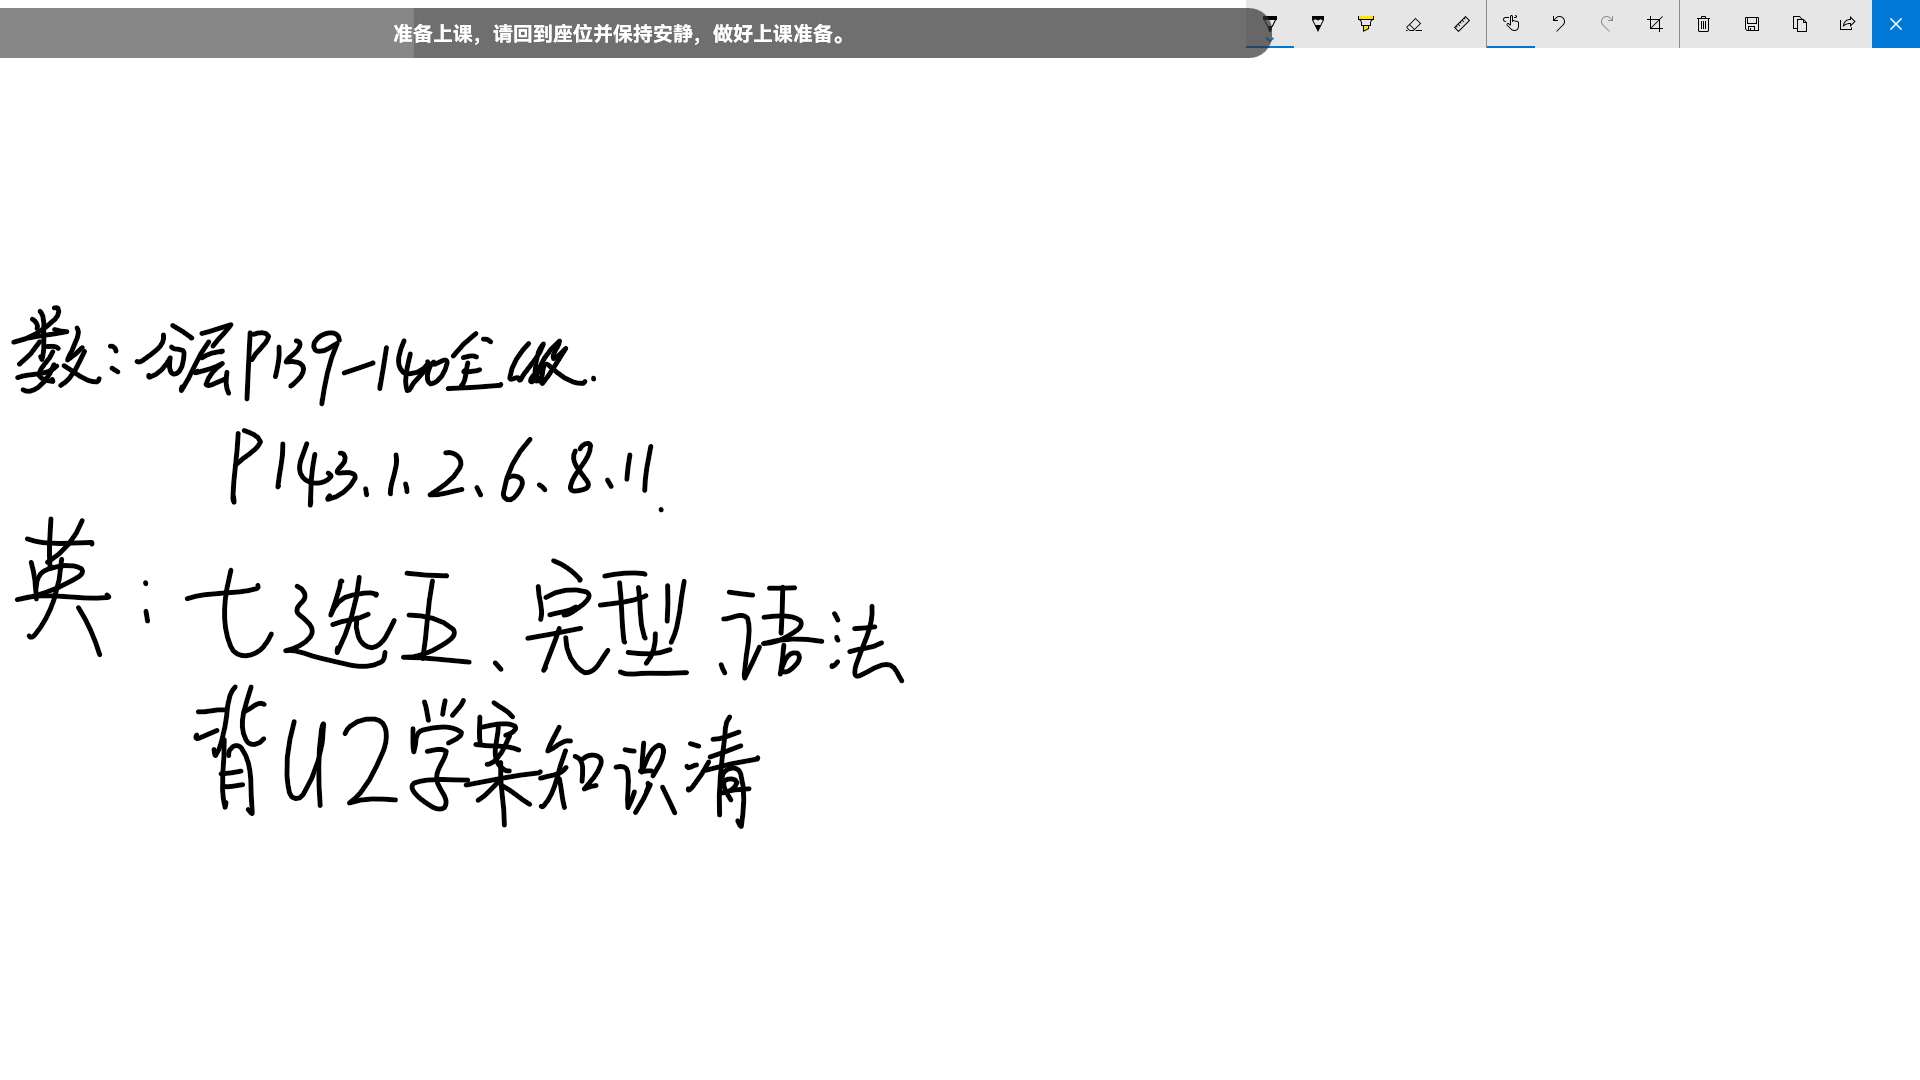 准备上课，请回到座位并保持安静，做好上课准备。
数：分层P139-140全做.
P143.1.2、6、8、11.
英：七选五、完型、语法
背U2学案知识清